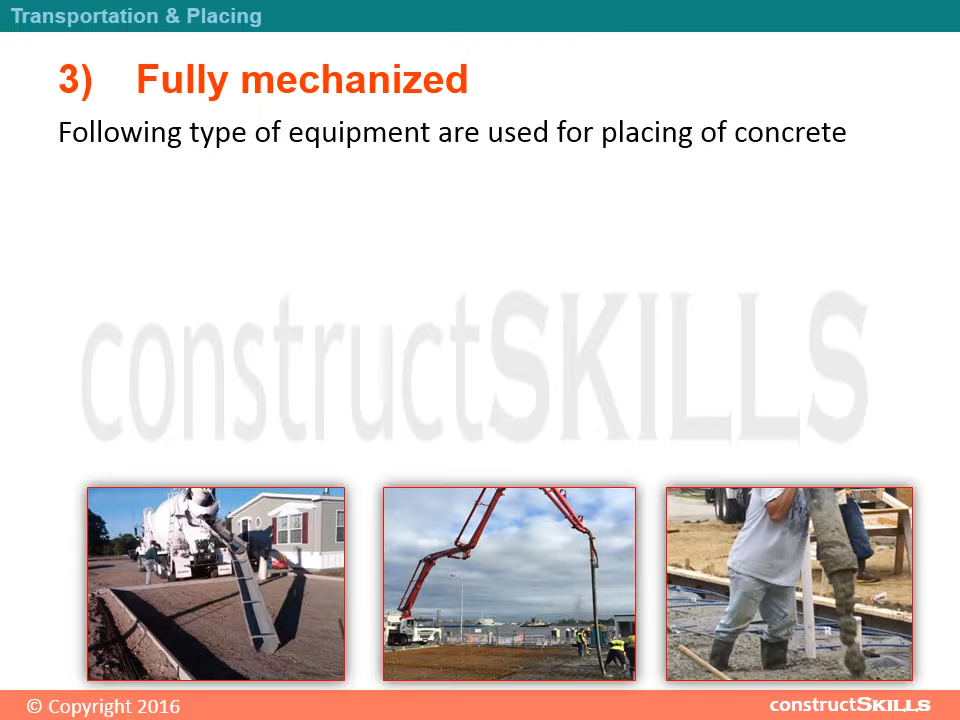 Transportation & Placing
3) Fully mechanized
Following type of equipment are used for placing of concrete
constructSKILLS
© Copyright 2016
constructSKILLS